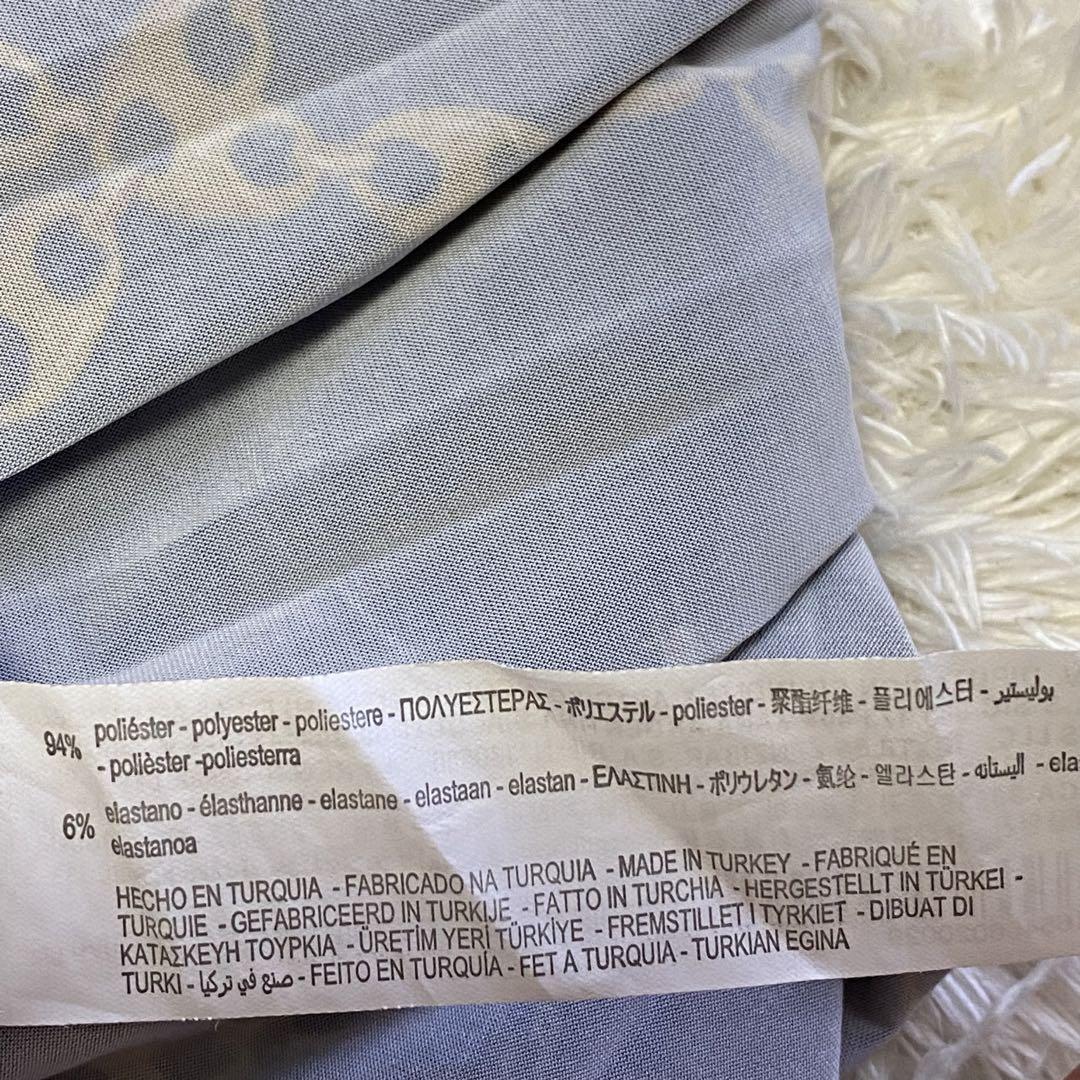 94% poliéster - polyester - poliestere - ΠΟΛΥΕΣΤΕΡΑΣ - ポリエステル - poliester - 聚酯纤维 - 플리에스터 - بوليستير
- polièster -poliesterra
6% elastano - élasthanne - elastane - elastaan - elastan - ΕΛΑΣΤΙΝΗ - ポリウレタン - 氨纶 - 엘라스탄 - اليستانه - ela
elastanoa
HECHO EN TURQUIA - FABRICADO NA TURQUIA - MADE IN TURKEY - FABRIQUÉ EN
TURQUIE - GEFABRICEERD IN TURKIJE - FATTO IN TURCHIA - HERGESTELLT IN TÜRKEI -
ΚΑΤΑΣΚΕΥΗ ΤΟΥΡΚΙΑ - ÜRETİM YERİ TÜRKİYE - FREMSTILLET I TYRKIET - DIBUAT DI
TURKI - صنع في تركيا - FEITO EN TURQUÍA - FET A TURQUIA - TURKIAN EGINA